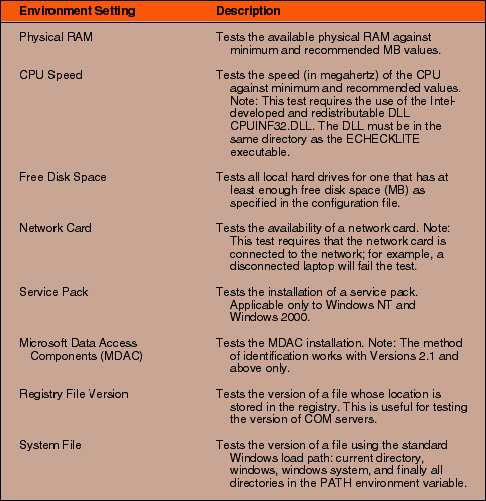 Environment Setting Description
Physical RAM Tests the available physical RAM against
minimum and recommended MB values.
CPU Speed Tests the speed (in megahertz) of the CPU
against minimum and recommended values.
Note: This test requires the use of the Intel-
developed and redistributable DLL
CPUINF32.DLL. The DLL must be in the
same directory as the ECHECKLITE
executable.
Free Disk Space Tests all local hard drives for one that has at
least enough free disk space (MB) as
specified in the configuration file.
Network Card Tests the availability of a network card. Note:
This test requires that the network card is
connected to the network; for example, a
disconnected laptop will fail the test.
Service Pack Tests the installation of a service pack.
Applicable only to Windows NT and
Windows 2000.
Microsoft Data Access Tests the MDAC installation. Note: The method
Components (MDAC) of identification works with Versions 2.1 and
above only.
Registry File Version Tests the version of a file whose location is
stored in the registry. This is useful for testing
the version of COM servers.
System File Tests the version of a file using the standard
Windows load path: current directory,
windows, windows system, and finally all
directories in the PATH environment variable.